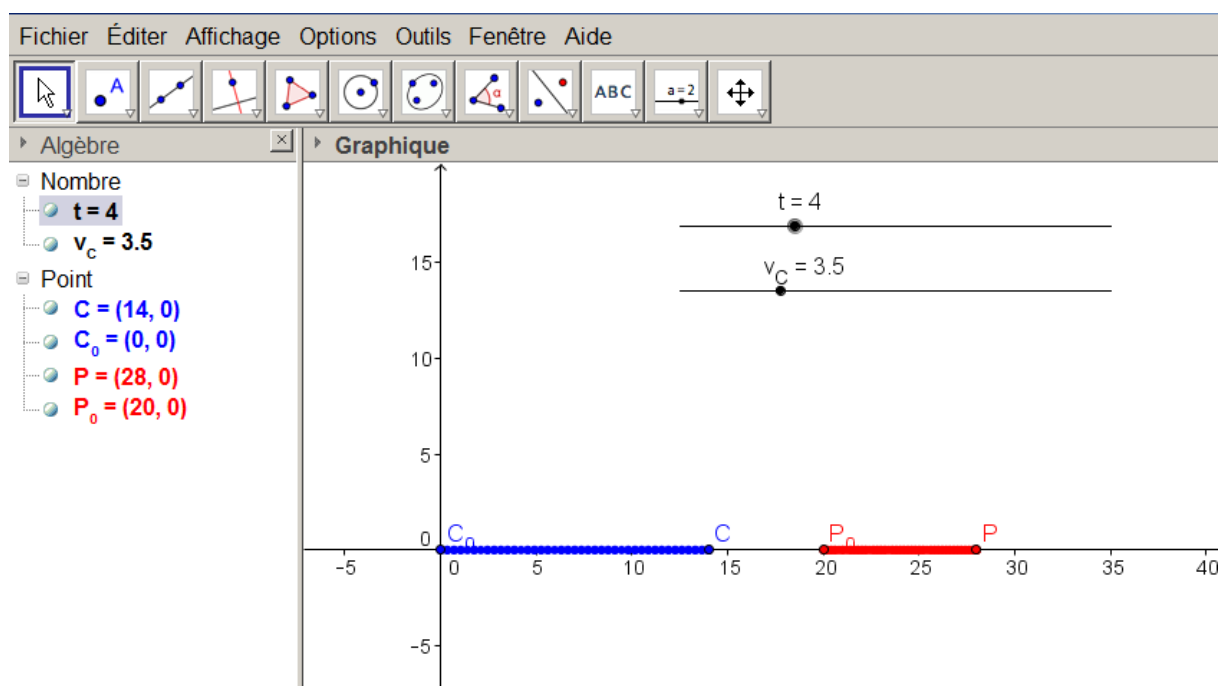 Fichier Éditer Affichage Options Outils Fenêtre Aide
A α ABC a=2
Algèbre
Graphique
Nombre
t = 4
v_C = 3.5
Point
C = (14, 0)
C_0 = (0, 0)
P = (28, 0)
P_0 = (20, 0)
t = 4
v_C = 3.5
15
10
5
0
C_0 C P_0 P
-5 0 5 10 15 20 25 30 35 40
-5